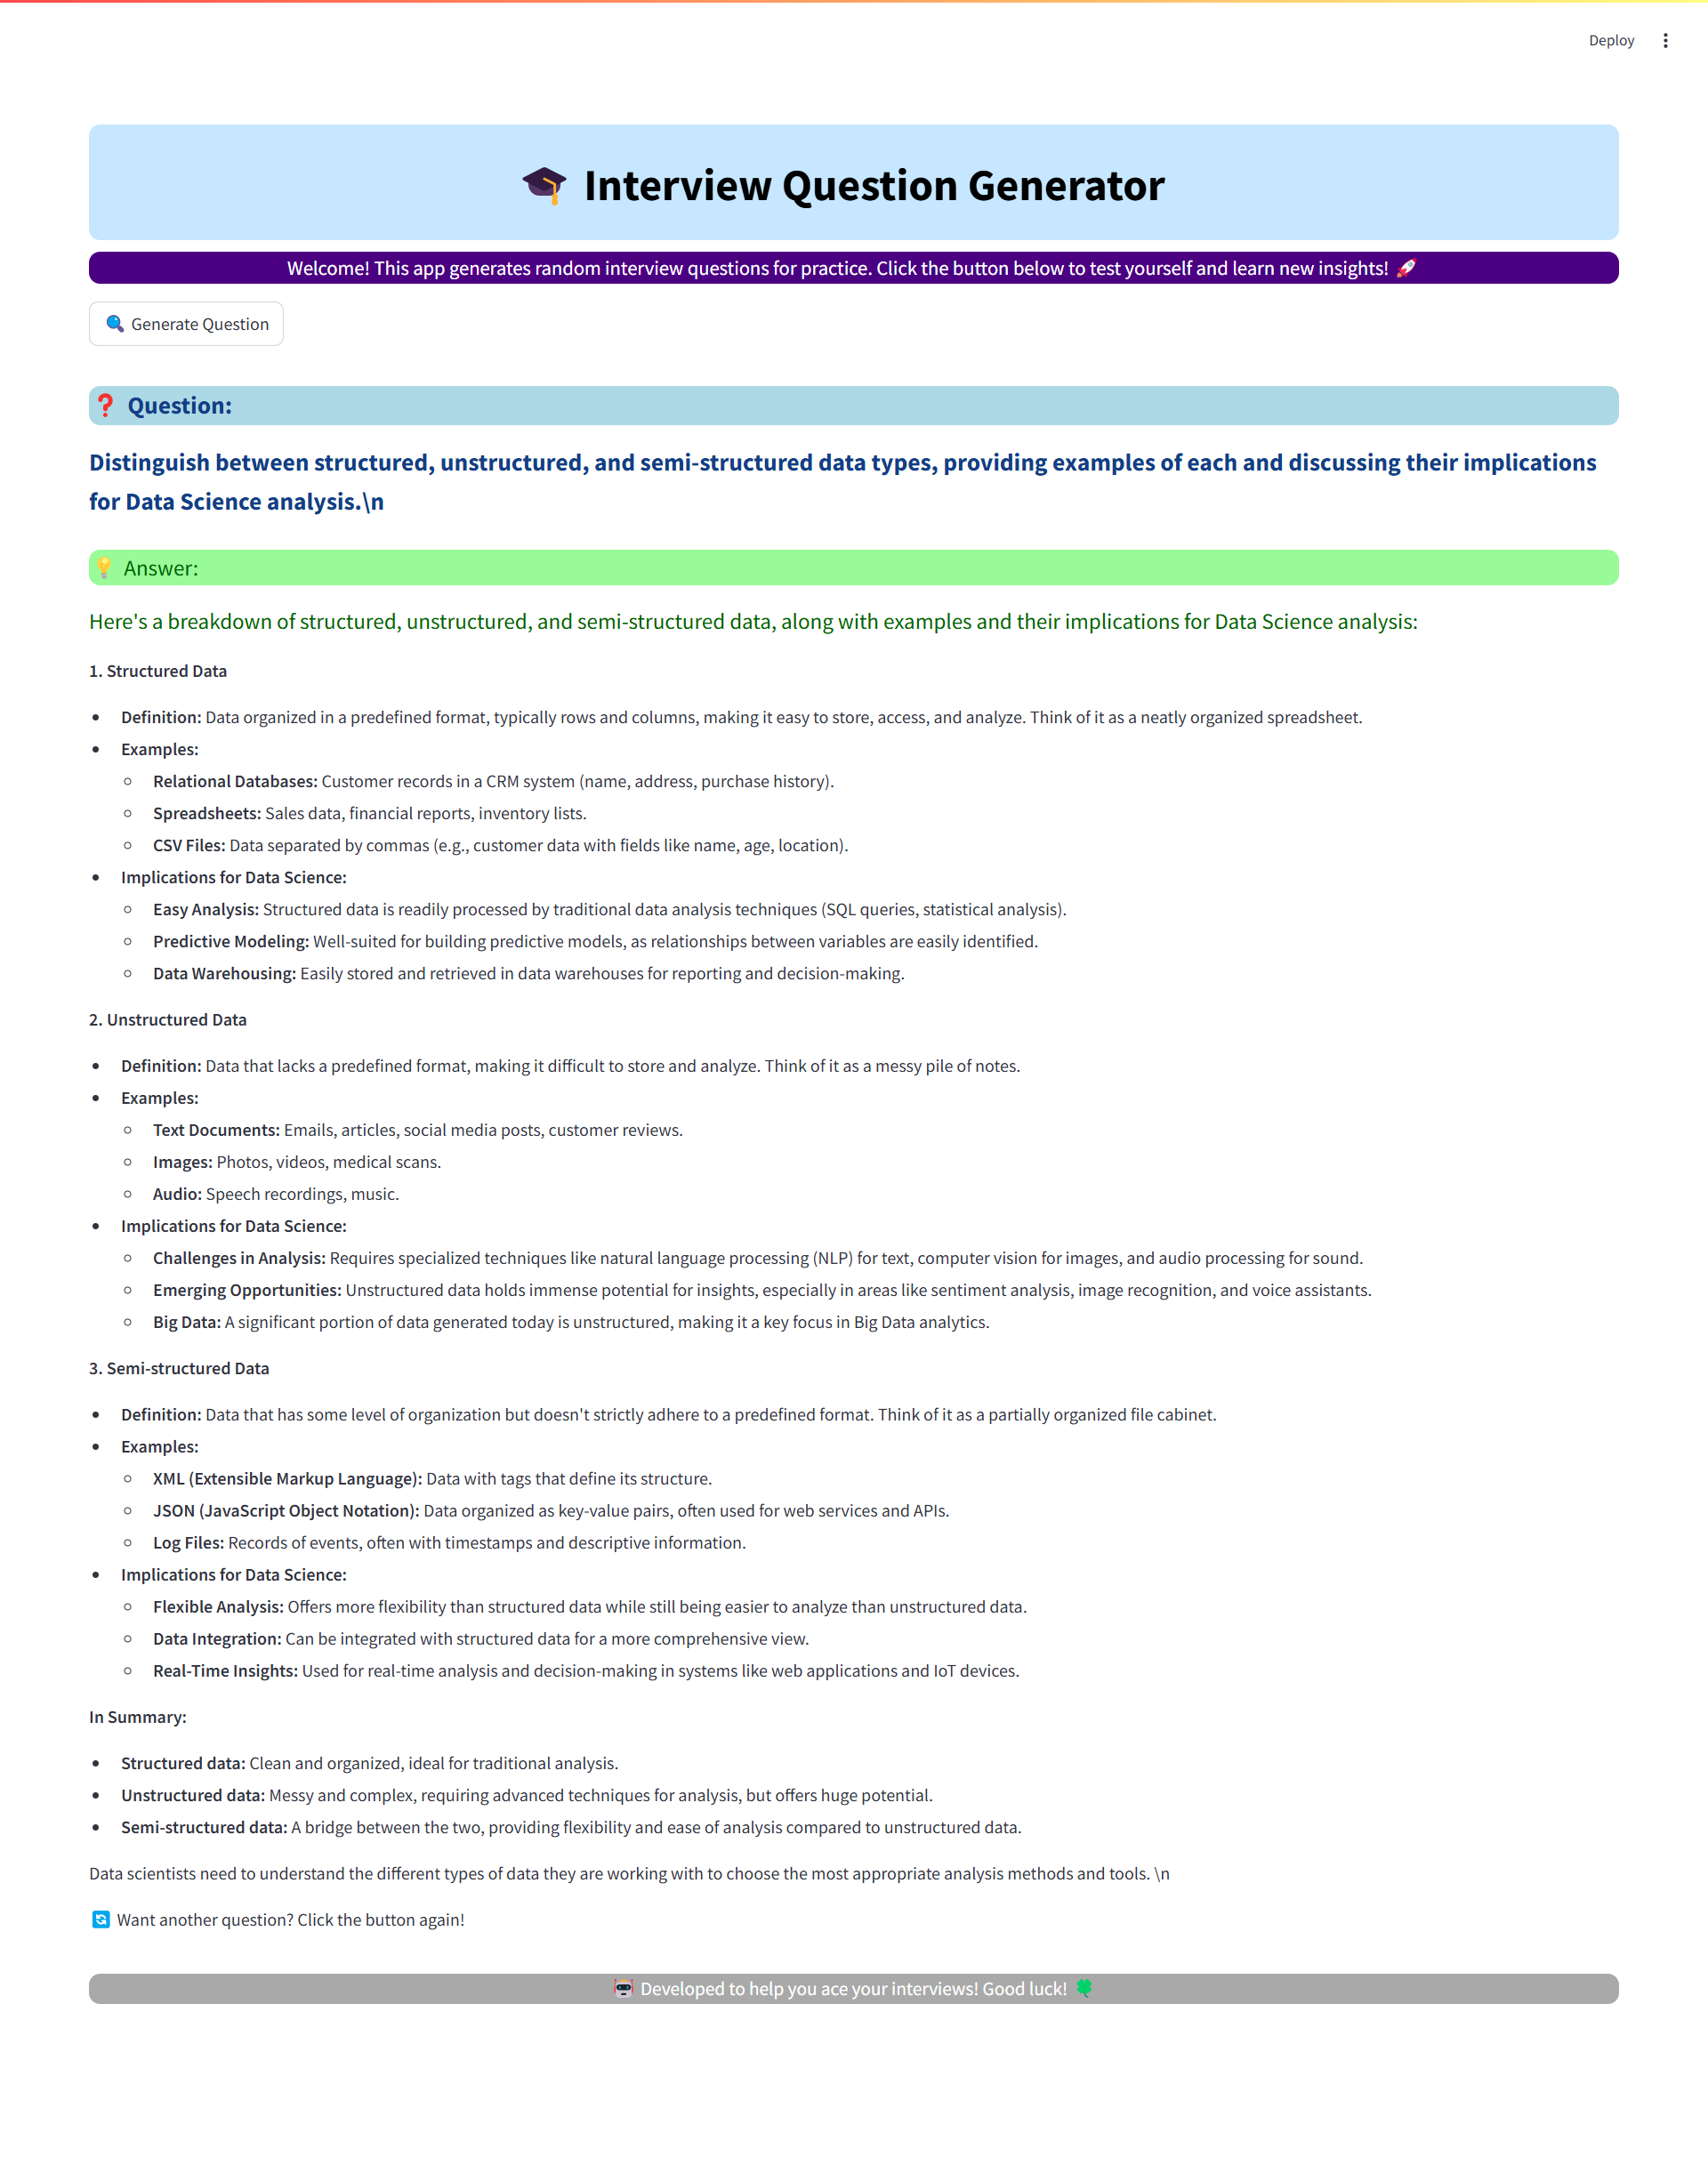 Deploy
Interview Question Generator
Welcome! This app generates random interview questions for practice. Click the button below to test yourself and learn new insights! 🚀
🔍 Generate Question
❓ Question:
Distinguish between structured, unstructured, and semi-structured data types, providing examples of each and discussing their implications
for Data Science analysis.\n
💡 Answer:
Here's a breakdown of structured, unstructured, and semi-structured data, along with examples and their implications for Data Science analysis:
1. Structured Data
• Definition: Data organized in a predefined format, typically rows and columns, making it easy to store, access, and analyze. Think of it as a neatly organized spreadsheet.
• Examples:
◦ Relational Databases: Customer records in a CRM system (name, address, purchase history).
◦ Spreadsheets: Sales data, financial reports, inventory lists.
◦ CSV Files: Data separated by commas (e.g., customer data with fields like name, age, location).
• Implications for Data Science:
◦ Easy Analysis: Structured data is readily processed by traditional data analysis techniques (SQL queries, statistical analysis).
◦ Predictive Modeling: Well-suited for building predictive models, as relationships between variables are easily identified.
◦ Data Warehousing: Easily stored and retrieved in data warehouses for reporting and decision-making.
2. Unstructured Data
• Definition: Data that lacks a predefined format, making it difficult to store and analyze. Think of it as a messy pile of notes.
• Examples:
◦ Text Documents: Emails, articles, social media posts, customer reviews.
◦ Images: Photos, videos, medical scans.
◦ Audio: Speech recordings, music.
• Implications for Data Science:
◦ Challenges in Analysis: Requires specialized techniques like natural language processing (NLP) for text, computer vision for images, and audio processing for sound.
◦ Emerging Opportunities: Unstructured data holds immense potential for insights, especially in areas like sentiment analysis, image recognition, and voice assistants.
◦ Big Data: A significant portion of data generated today is unstructured, making it a key focus in Big Data analytics.
3. Semi-structured Data
• Definition: Data that has some level of organization but doesn't strictly adhere to a predefined format. Think of it as a partially organized file cabinet.
• Examples:
◦ XML (Extensible Markup Language): Data with tags that define its structure.
◦ JSON (JavaScript Object Notation): Data organized as key-value pairs, often used for web services and APIs.
◦ Log Files: Records of events, often with timestamps and descriptive information.
• Implications for Data Science:
◦ Flexible Analysis: Offers more flexibility than structured data while still being easier to analyze than unstructured data.
◦ Data Integration: Can be integrated with structured data for a more comprehensive view.
◦ Real-Time Insights: Used for real-time analysis and decision-making in systems like web applications and IoT devices.
In Summary:
• Structured data: Clean and organized, ideal for traditional analysis.
• Unstructured data: Messy and complex, requiring advanced techniques for analysis, but offers huge potential.
• Semi-structured data: A bridge between the two, providing flexibility and ease of analysis compared to unstructured data.
Data scientists need to understand the different types of data they are working with to choose the most appropriate analysis methods and tools. \n
🔄 Want another question? Click the button again!
🤖 Developed to help you ace your interviews! Good luck! 🍀